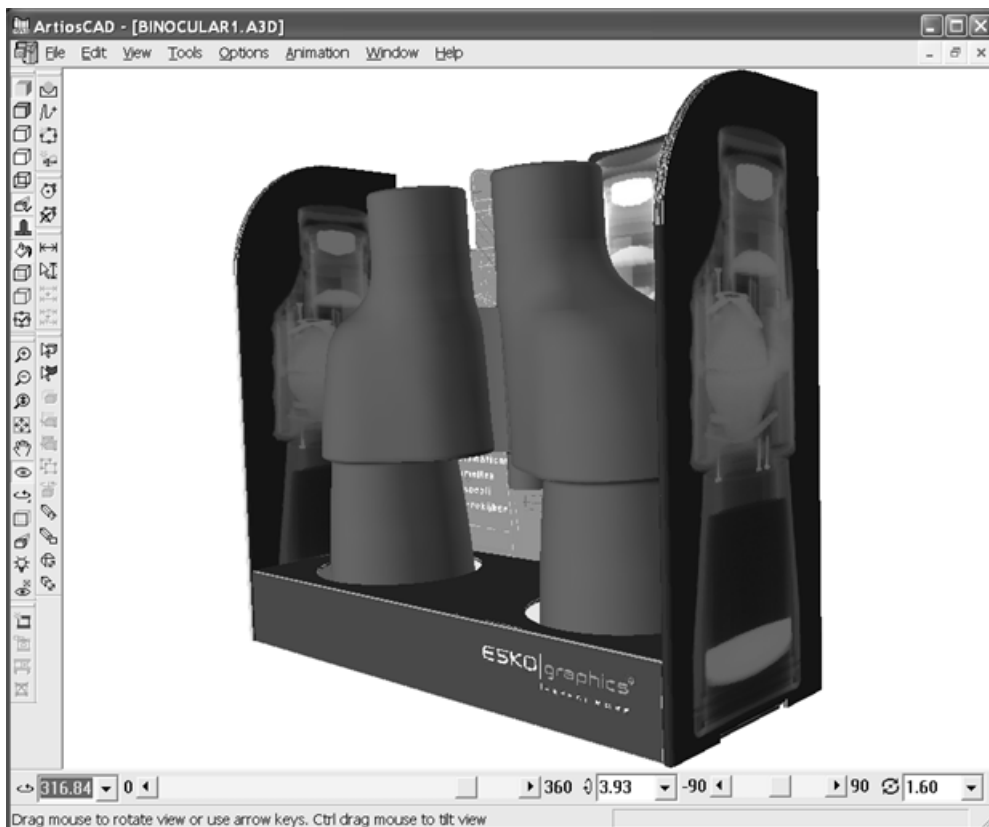 ArtiosCAD - [BINOCULAR1.A3D]
File Edit View Tools Options Animation Window Help
ESKO|graphics
316.84 0 360 3.93 -90 90 1.60
Drag mouse to rotate view or use arrow keys. Ctrl drag mouse to tilt view